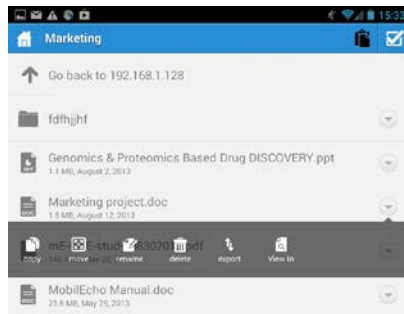 15:33
Marketing
Go back to 192.168.1.128
fdfhjjhf
Genomics & Proteomics Based Drug DISCOVERY.ppt
1.1 MB, August 2, 2013
Marketing project.doc
1.5 MB, August 12, 2013
copy move rename delete export View In
MobilEcho Manual.doc
25.6 MB, May 29, 2013